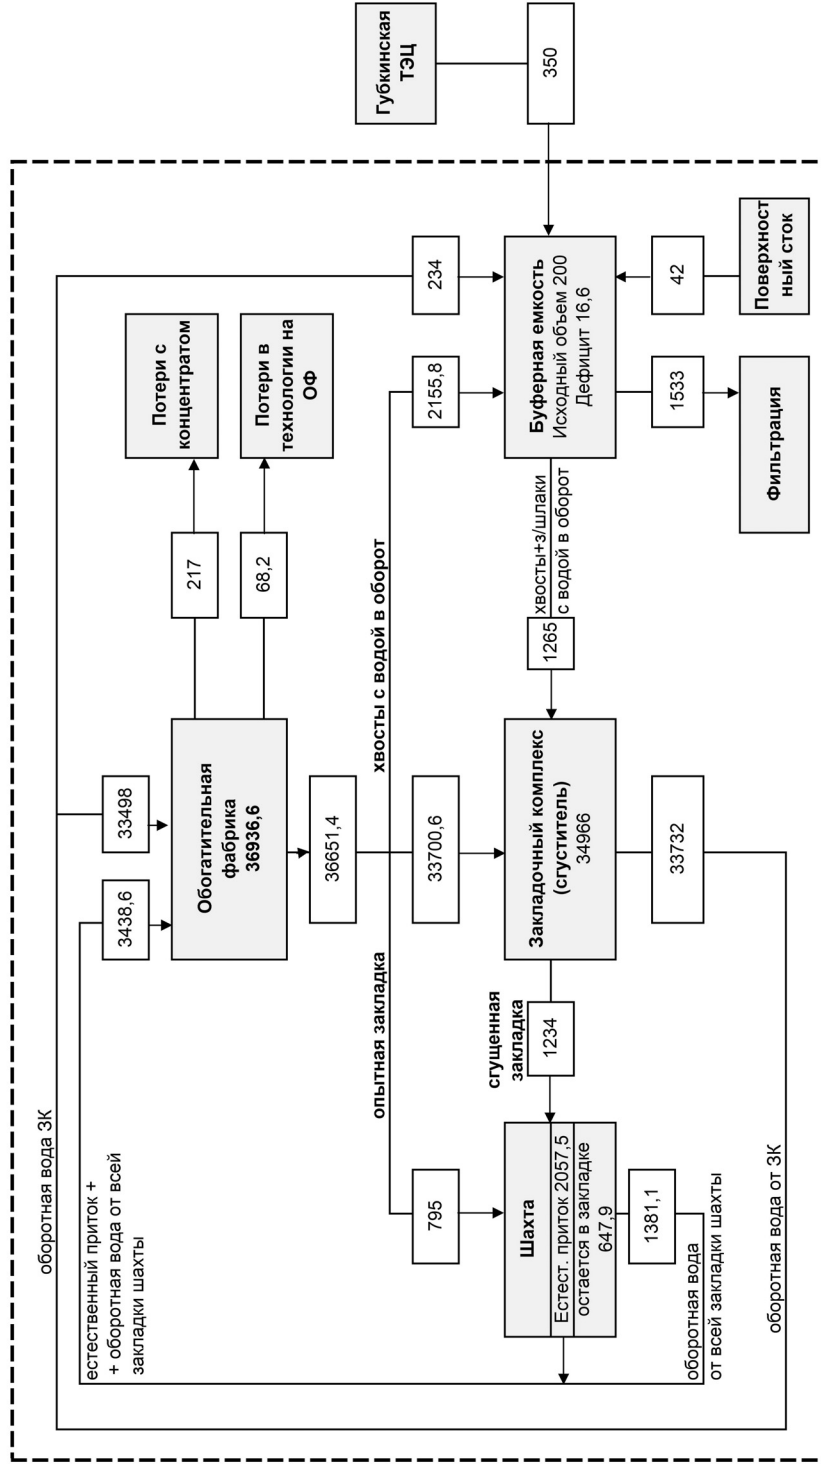 оборотная вода ЗК
естественный приток +
+ оборотная вода от всей
закладки шахты
3438,6
33498
234
Обогатительная
фабрика
36936,6
217
68,2
Потери с
концентратом
Потери в
технологии на
ОФ
36651,4
опытная закладка
хвосты с водой в оборот
795
33700,6
2155,8
Шахта
Естест. приток 2057,5
остается в закладке
647,9
сгущенная
закладка
1234
Закладочный комплекс
(сгуститель)
34966
1265
хвосты+з/шлаки
с водой в оборот
Буферная емкость
Исходный объем 200
Дефицит 16,6
Губкинская
ТЭЦ
350
1381,1
33732
1533
42
оборотная вода
от всей закладки шахты
оборотная вода от ЗК
Фильтрация
Поверхност
ный сток